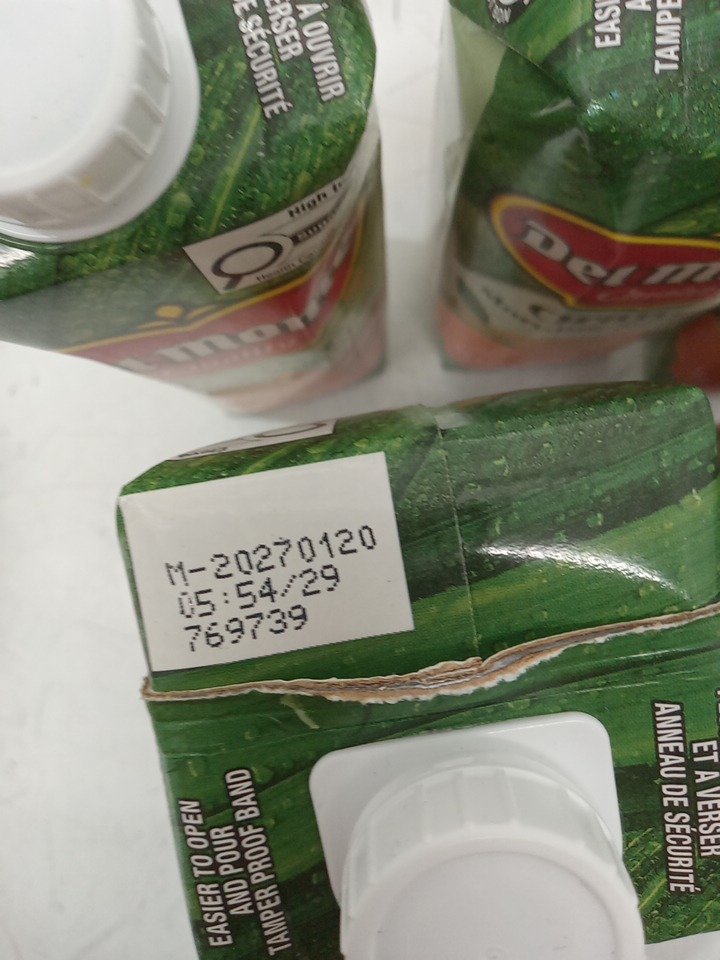 À OUVRIR
VERSER
DE SÉCURITÉ
EASI
TAMPE
High
Health
Del M
M-20270120
05:54/29
769739
EASIER TO OPEN
AND POUR
TAMPER PROOF BAND
ET À VERSER
ANNEAU DE SÉCURITÉ